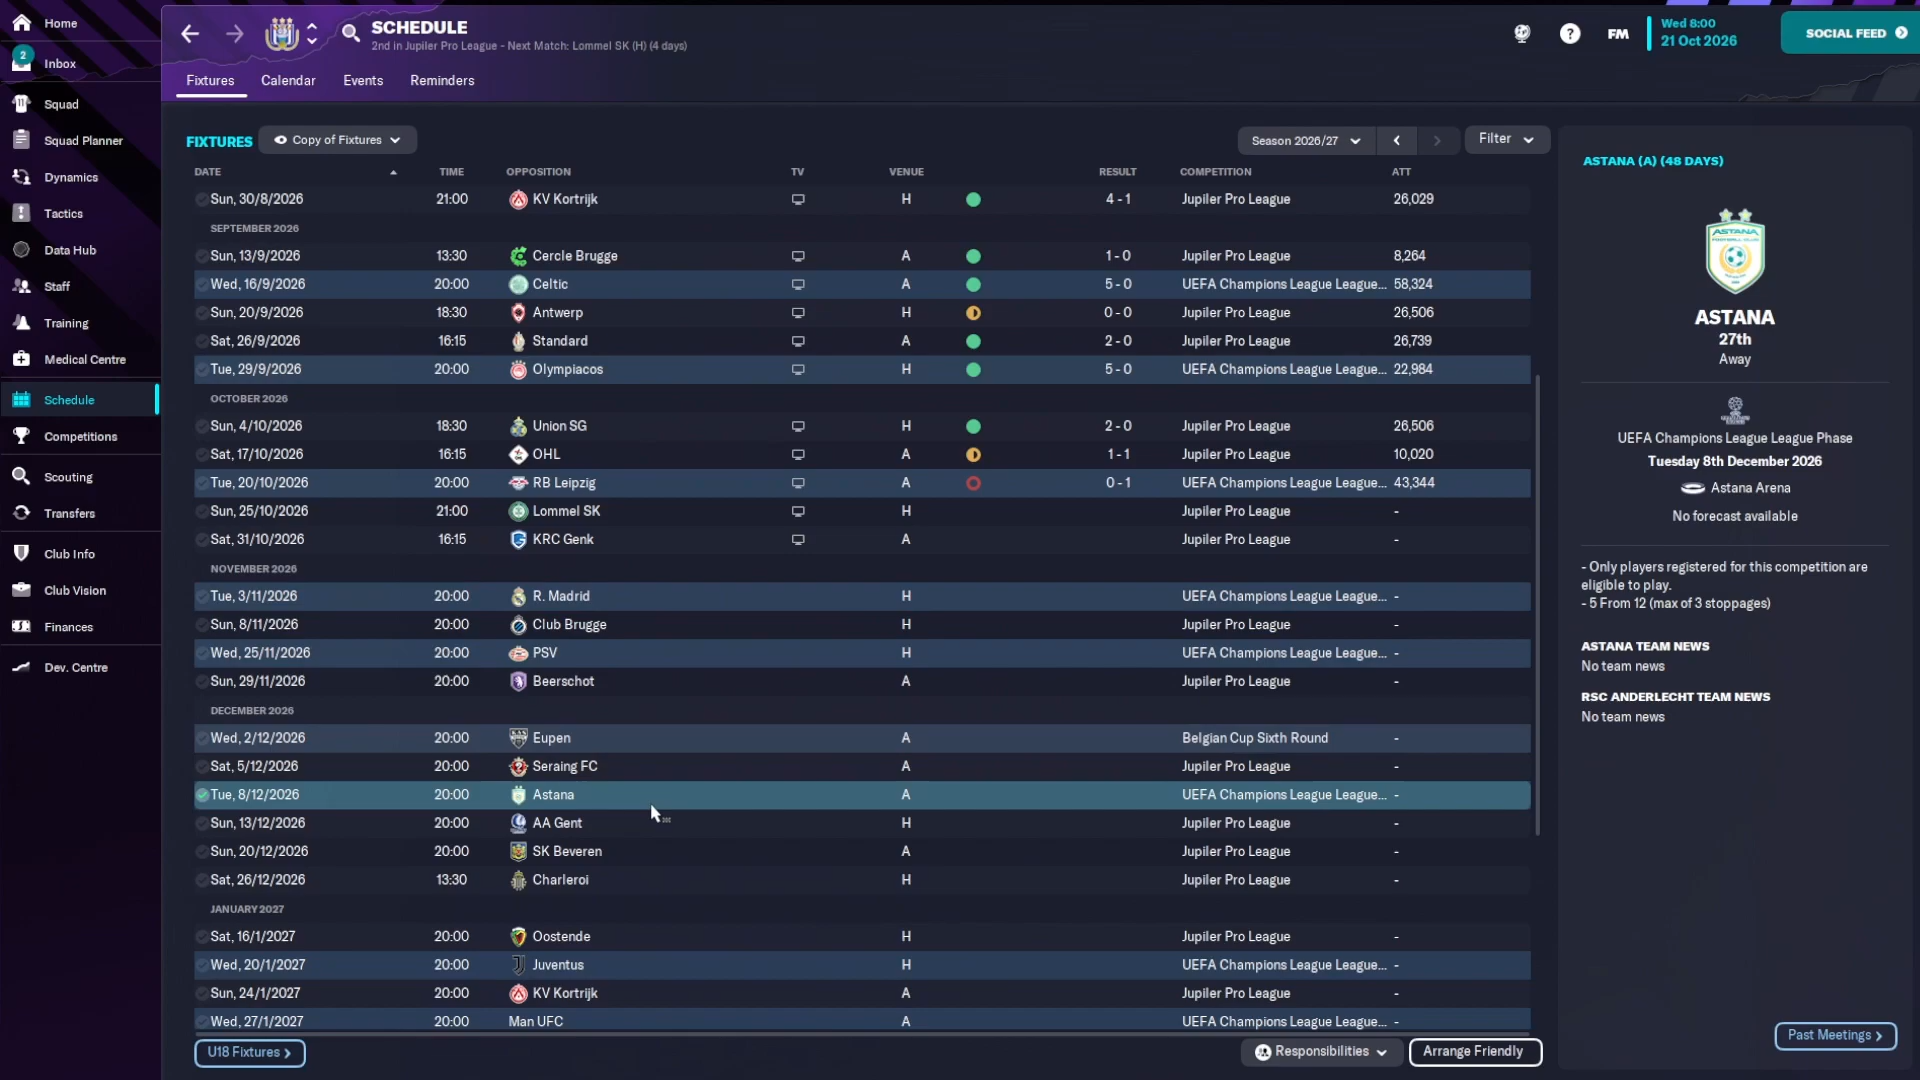 Home
2
Inbox
Squad
Squad Planner
Dynamics
Tactics
Data Hub
Staff
Training
Medical Centre
Schedule
Competitions
Scouting
Transfers
Club Info
Club Vision
Finances
Dev. Centre
SCHEDULE
2nd in Jupiler Pro League - Next Match: Lommel SK (H) (4 days)
? FM
Wed 8:00
21 Oct 2026
SOCIAL FEED
Fixtures Calendar Events Reminders
FIXTURES Copy of Fixtures Season 2026/27 Filter
DATE TIME OPPOSITION TV VENUE RESULT COMPETITION ATT
Sun, 30/8/2026 21:00 KV Kortrijk H 4 - 1 Jupiler Pro League 26,029
SEPTEMBER 2026
Sun, 13/9/2026 13:30 Cercle Brugge A 1 - 0 Jupiler Pro League 8,264
Wed, 16/9/2026 20:00 Celtic A 5 - 0 UEFA Champions League League... 58,324
Sun, 20/9/2026 18:30 Antwerp H 0 - 0 Jupiler Pro League 26,506
Sat, 26/9/2026 16:15 Standard A 2 - 0 Jupiler Pro League 26,739
Tue, 29/9/2026 20:00 Olympiacos H 5 - 0 UEFA Champions League League... 22,984
OCTOBER 2026
Sun, 4/10/2026 18:30 Union SG H 2 - 0 Jupiler Pro League 26,506
Sat, 17/10/2026 16:15 OHL A 1 - 1 Jupiler Pro League 10,020
Tue, 20/10/2026 20:00 RB Leipzig A 0 - 1 UEFA Champions League League... 43,344
Sun, 25/10/2026 21:00 Lommel SK H Jupiler Pro League -
Sat, 31/10/2026 16:15 KRC Genk A Jupiler Pro League -
NOVEMBER 2026
Tue, 3/11/2026 20:00 R. Madrid H UEFA Champions League League... -
Sun, 8/11/2026 20:00 Club Brugge H Jupiler Pro League -
Wed, 25/11/2026 20:00 PSV H UEFA Champions League League... -
Sun, 29/11/2026 20:00 Beerschot A Jupiler Pro League -
DECEMBER 2026
Wed, 2/12/2026 20:00 Eupen A Belgian Cup Sixth Round -
Sat, 5/12/2026 20:00 Seraing FC A Jupiler Pro League -
Tue, 8/12/2026 20:00 Astana A UEFA Champions League League... -
Sun, 13/12/2026 20:00 AA Gent H Jupiler Pro League -
Sun, 20/12/2026 20:00 SK Beveren A Jupiler Pro League -
Sat, 26/12/2026 13:30 Charleroi H Jupiler Pro League -
JANUARY 2027
Sat, 16/1/2027 20:00 Oostende H Jupiler Pro League -
Wed, 20/1/2027 20:00 Juventus H UEFA Champions League League... -
Sun, 24/1/2027 20:00 KV Kortrijk A Jupiler Pro League -
Wed, 27/1/2027 20:00 Man UFC A UEFA Champions League League... -
U18 Fixtures Responsibilities Arrange Friendly
ASTANA (A) (48 DAYS)
ASTANA
ASTANA
27th
Away
UEFA Champions League League Phase
Tuesday 8th December 2026
Astana Arena
No forecast available
- Only players registered for this competition are
eligible to play.
- 5 From 12 (max of 3 stoppages)
ASTANA TEAM NEWS
No team news
RSC ANDERLECHT TEAM NEWS
No team news
Past Meetings